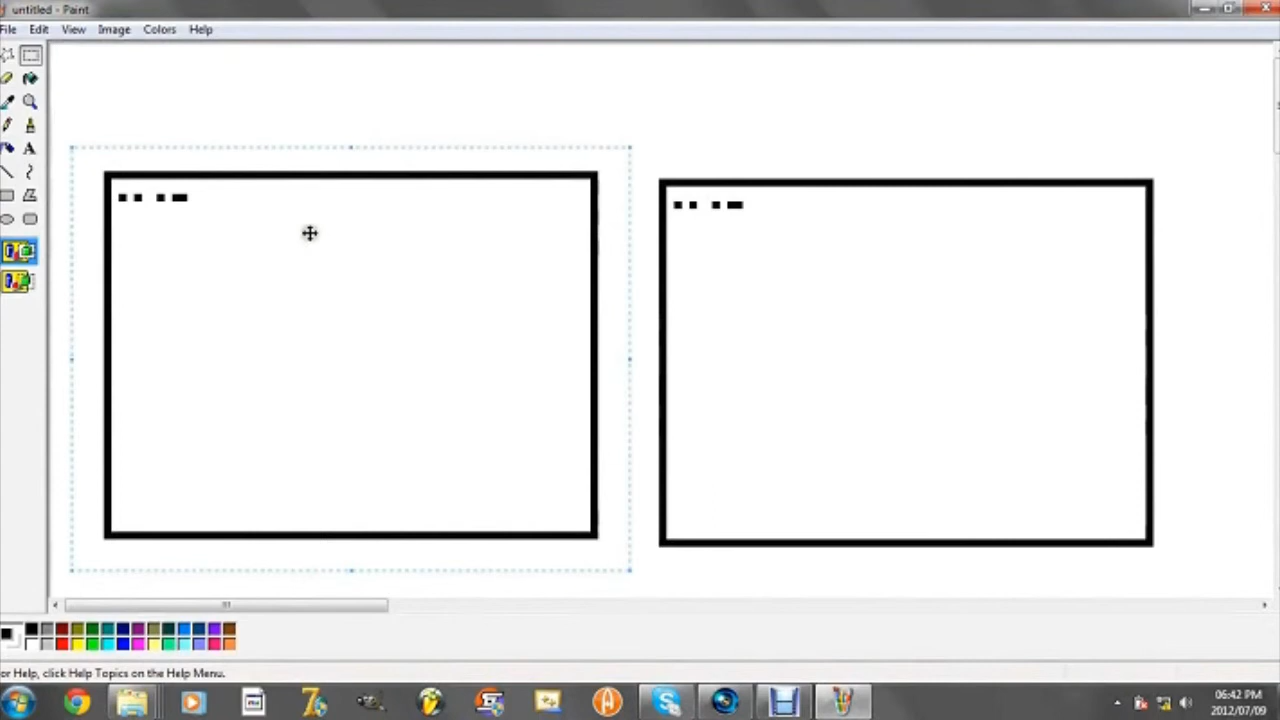 untitled - Paint
File Edit View Image Colors Help
or Help, click Help Topics on the Help Menu.
06:42 PM
2012/07/09